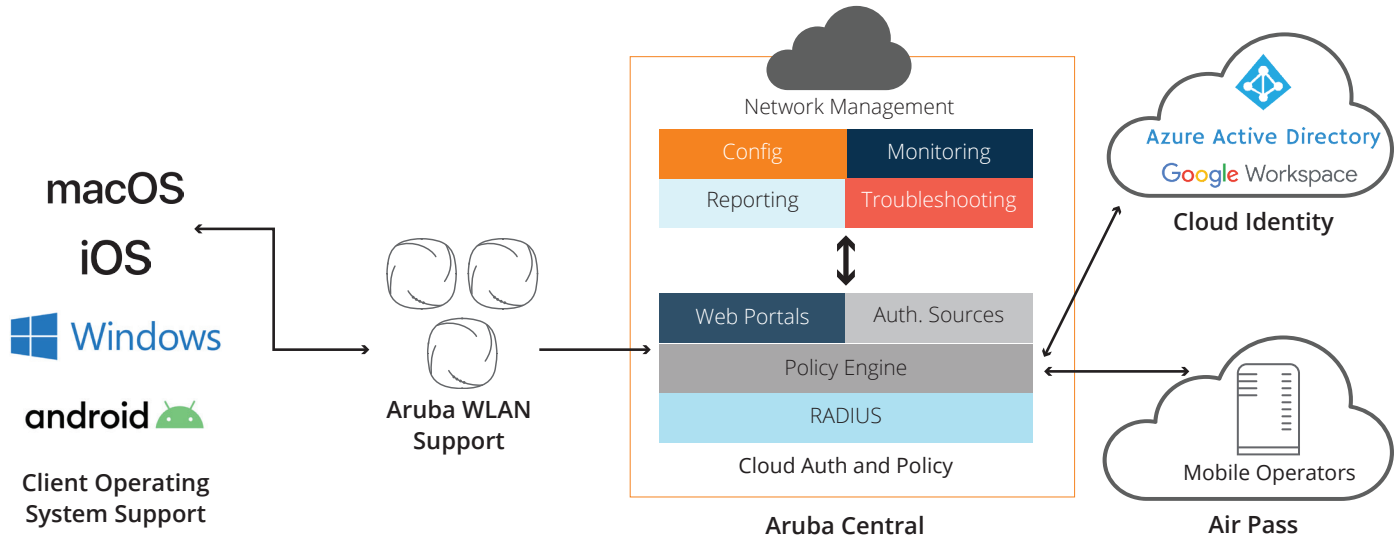 macOS
iOS
Windows
android
Client Operating
System Support
Aruba WLAN
Support
Network Management
Config
Monitoring
Reporting
Troubleshooting
Web Portals
Auth. Sources
Policy Engine
RADIUS
Cloud Auth and Policy
Aruba Central
Azure Active Directory
Google Workspace
Cloud Identity
Mobile Operators
Air Pass